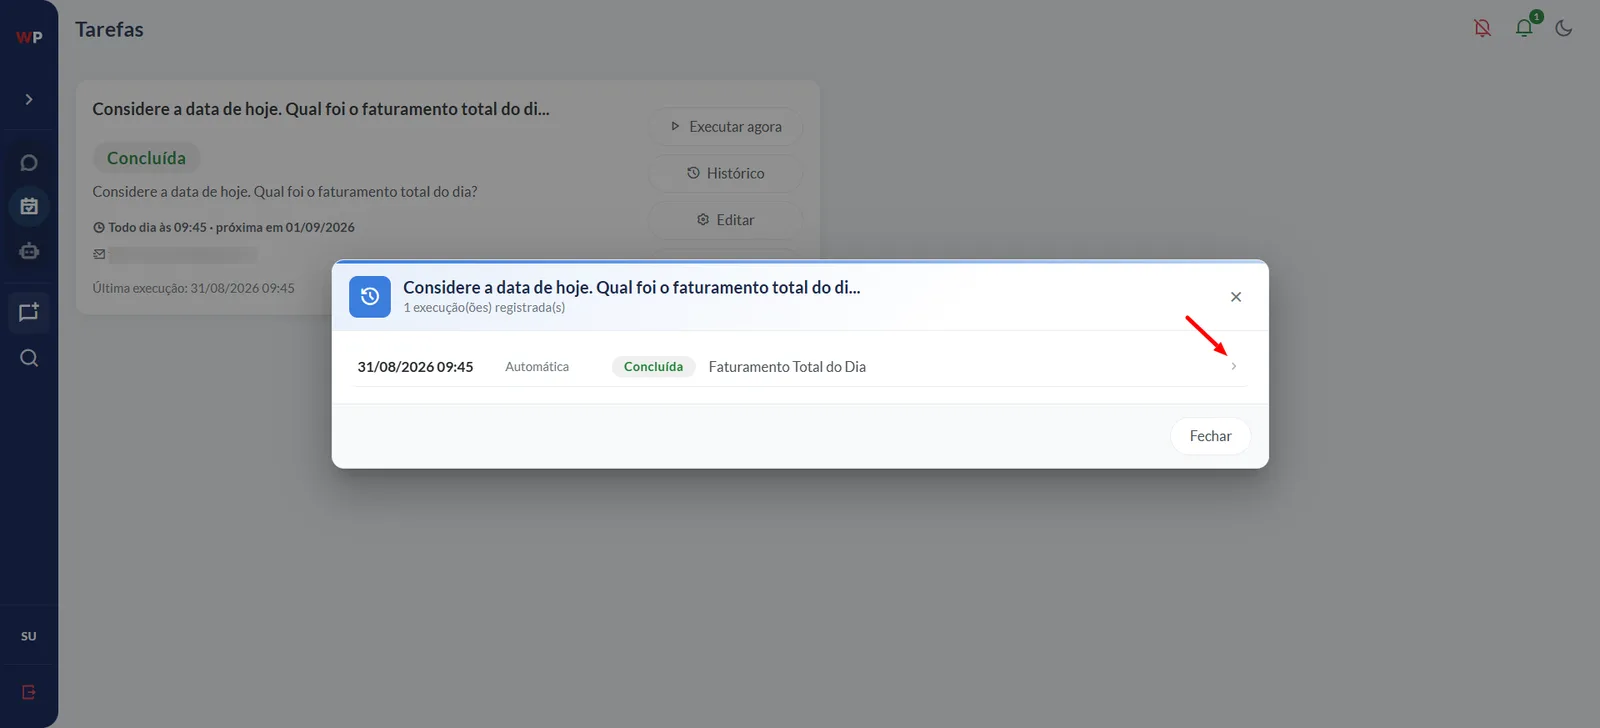 WP
Tarefas
1
Considere a data de hoje. Qual foi o faturamento total do di...
Executar agora
Concluída
Histórico
Considere a data de hoje. Qual foi o faturamento total do dia?
Editar
Todo dia às 09:45 · próxima em 01/09/2026
Última execução: 31/08/2026 09:45
Considere a data de hoje. Qual foi o faturamento total do di...
1 execução(ões) registrada(s)
31/08/2026 09:45 Automática Concluída Faturamento Total do Dia
Fechar
SU